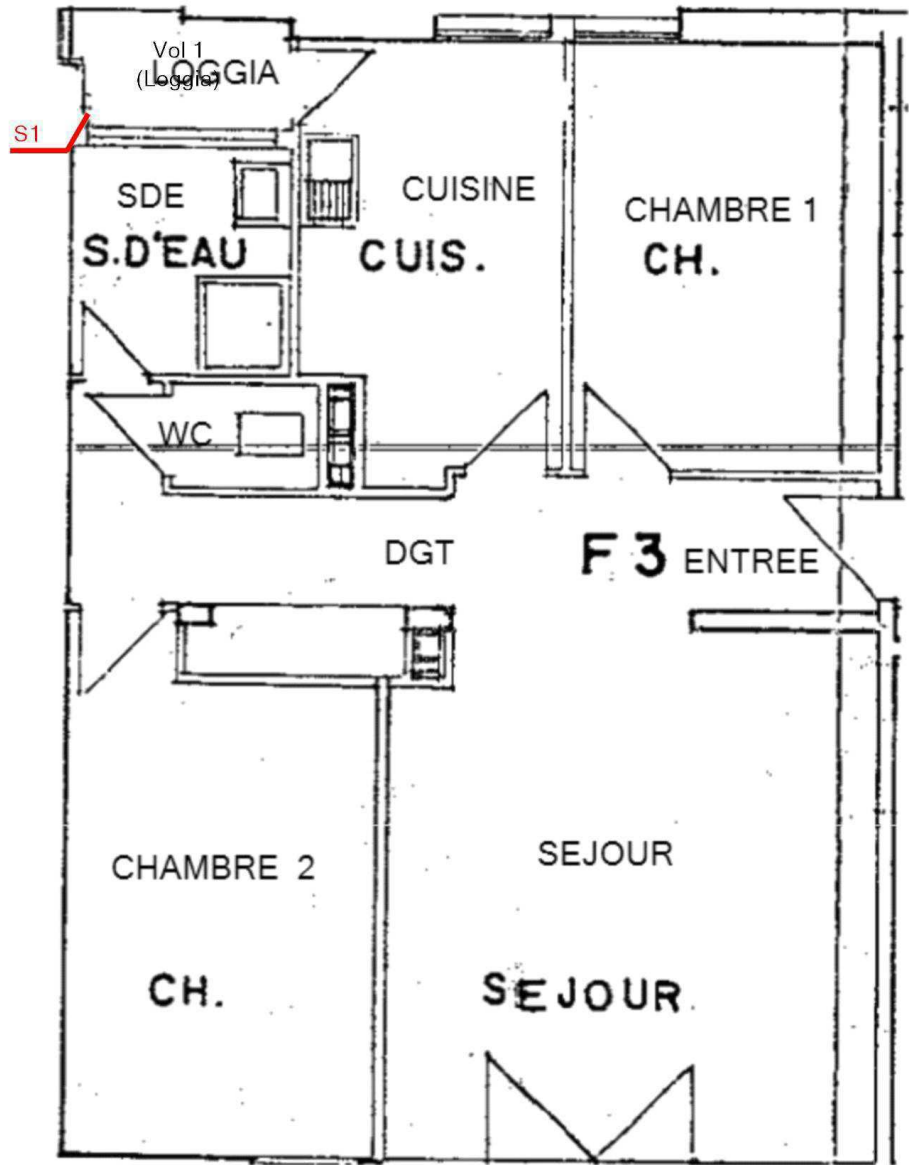 Vol 1
LOGGIA
(Loggia)
S1
SDE
S.D'EAU
CUISINE
CUIS.
CHAMBRE 1
CH.
WC
DGT
F 3
ENTREE
CHAMBRE 2
CH.
SEJOUR
SEJOUR